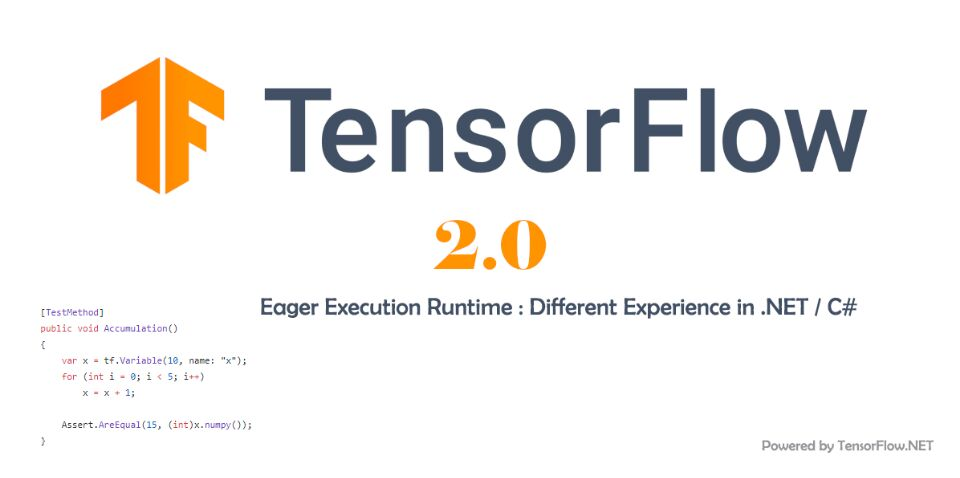 TensorFlow
2.0
Eager Execution Runtime : Different Experience in .NET / C#
[TestMethod]
public void Accumulation()
{
    var x = tf.Variable(10, name: "x");
    for (int i = 0; i < 5; i++)
        x = x + 1;
    Assert.AreEqual(15, (int)x.numpy());
}
Powered by TensorFlow.NET